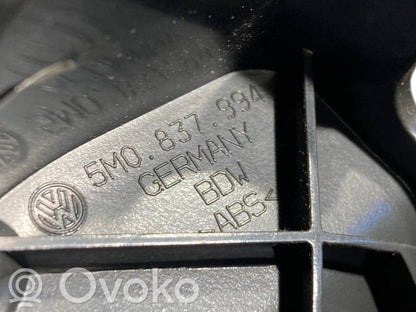 5M0.837.994
GERMANY
BDW
>ABS<
Ovoko